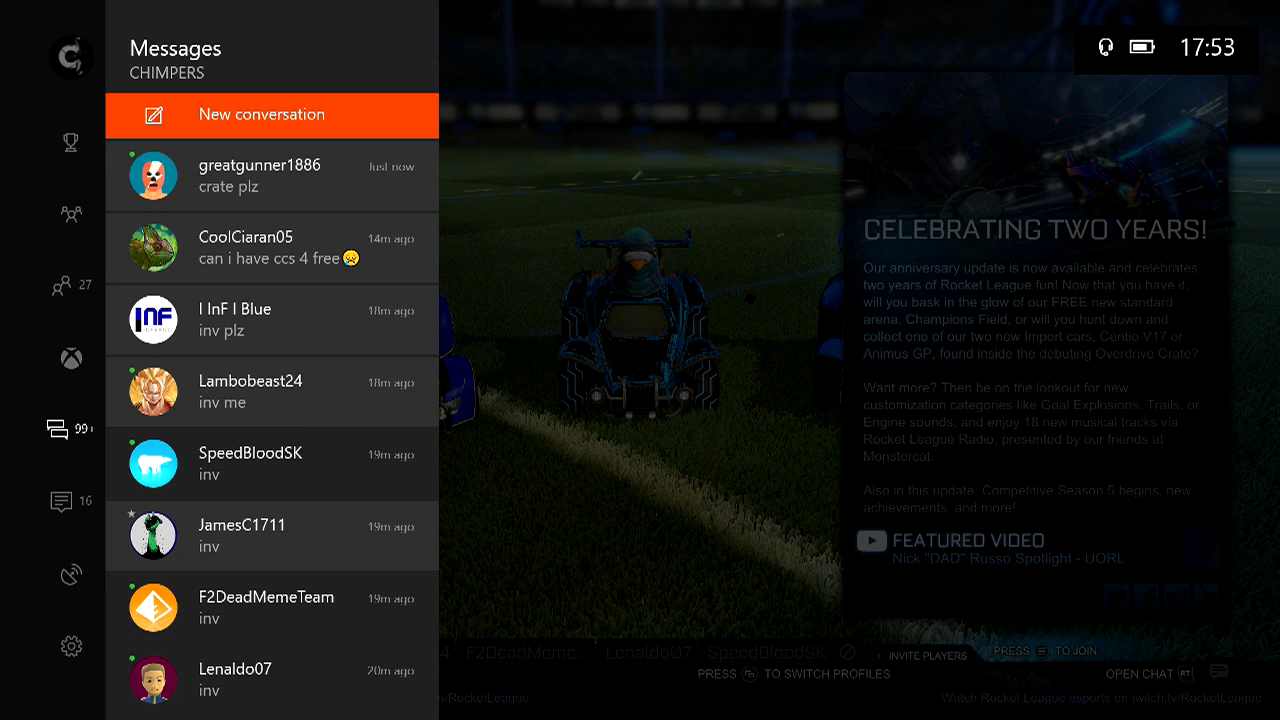 Messages
CHIMPERS
New conversation
greatgunner1886
Just now
crate plz
CoolCiaran05
14m ago
can i have ccs 4 free
I InF I Blue
18m ago
inv plz
Lambobeast24
18m ago
inv me
SpeedBloodSK
19m ago
inv
JamesC1711
19m ago
inv
F2DeadMemeTeam
19m ago
inv
Lenaldo07
20m ago
inv
27
99+
16
INF
17:53
CELEBRATING TWO YEARS!
Our anniversary update is now available and celebrates
two years of Rocket League fun! Now that you have it,
will you bask in the glow of our FREE new standard
arena, Champions Field, or will you hunt down and
collect one of our two new Import cars, Centio V17 or
Animus GP, found inside the debuting Overdrive Crate?
Want more? Then be on the lookout for new
customization categories like Goal Explosions, Trails, or
Engine sounds, and enjoy 18 new musical tracks via
Rocket League Radio, presented by our friends at
Monstercat.
Also in this update: Competitive Season 5 begins, new
achievements, and more!
FEATURED VIDEO
Nick "DAD" Russo Spotlight - UORL
4 F2DeadMeme... Lenaldo07 SpeedBloodSK
INVITE PLAYERS
PRESS TO JOIN
PRESS TO SWITCH PROFILES
OPEN CHAT RT
/RocketLeague
Watch Rocket League esports on twitch.tv/RocketLeague